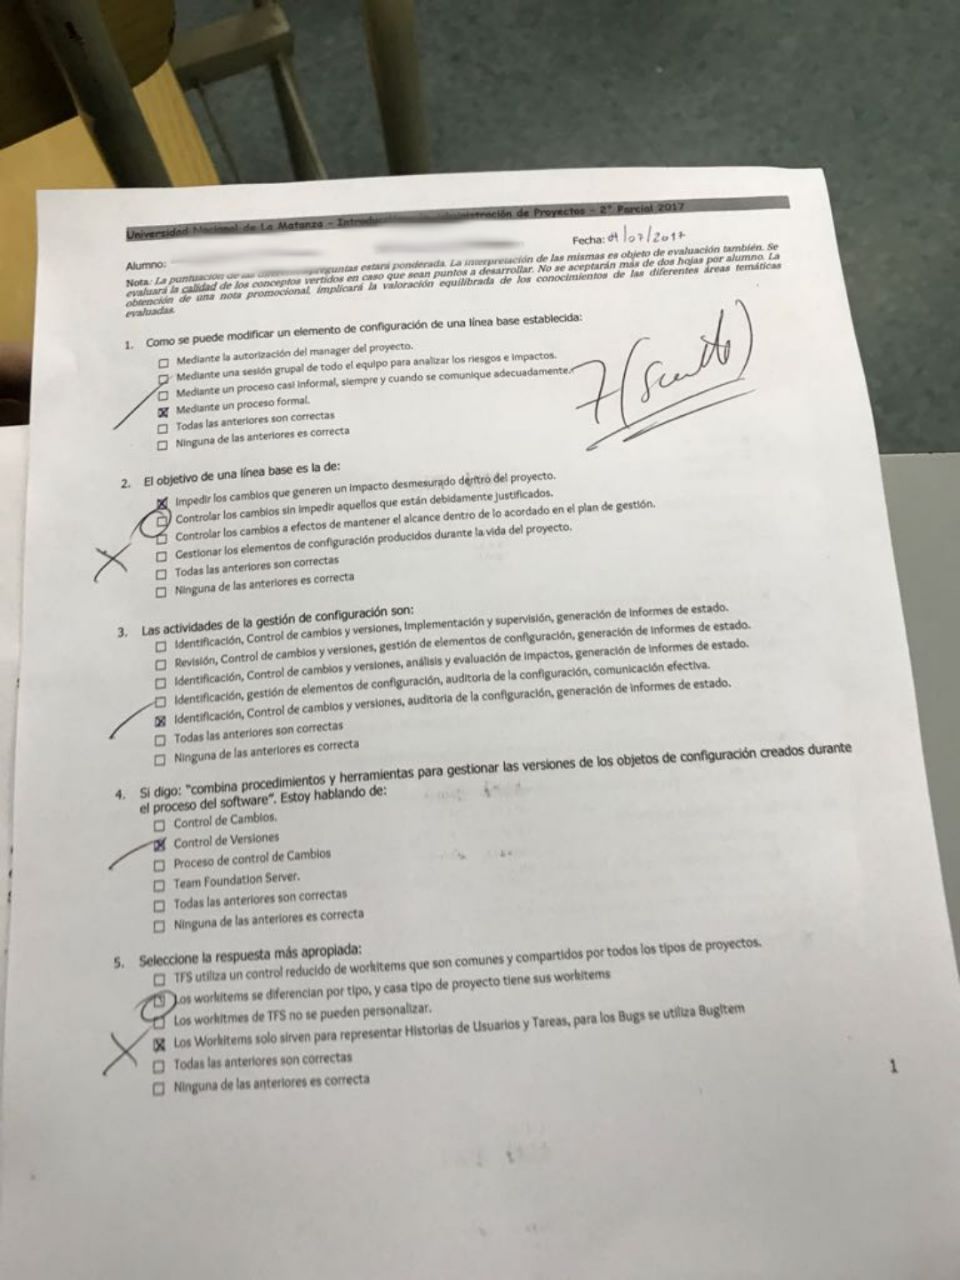 Universidad Nacional de La Matanza - Introducción Administración de Proyectos - 2° Parcial 2017
Fecha: 01/07/2017
Alumno:
Nota: La puntuación de las preguntas estará ponderada. La interpretación de las mismas es objeto de evaluación también. Se
evaluará la calidad de los conceptos vertidos en caso que sean puntos a desarrollar. No se aceptarán más de dos hojas por alumno. La
obtención de una nota promocional, implicará la valoración equilibrada de los conocimientos de las diferentes áreas temáticas
evaluadas.
7 (siete)
1. Como se puede modificar un elemento de configuración de una línea base establecida:
Mediante la autorización del manager del proyecto.
Mediante una sesión grupal de todo el equipo para analizar los riesgos e impactos.
Mediante un proceso casi informal, siempre y cuando se comunique adecuadamente.
Mediante un proceso formal.
Todas las anteriores son correctas
Ninguna de las anteriores es correcta
2. El objetivo de una línea base es la de:
Impedir los cambios que generen un impacto desmesurado dentro del proyecto.
Controlar los cambios sin impedir aquellos que están debidamente justificados.
Controlar los cambios a efectos de mantener el alcance dentro de lo acordado en el plan de gestión.
Gestionar los elementos de configuración producidos durante la vida del proyecto.
Todas las anteriores son correctas
Ninguna de las anteriores es correcta
3. Las actividades de la gestión de configuración son:
Identificación, Control de cambios y versiones, Implementación y supervisión, generación de Informes de estado.
Revisión, Control de cambios y versiones, gestión de elementos de configuración, generación de Informes de estado.
Identificación, Control de cambios y versiones, análisis y evaluación de impactos, generación de Informes de estado.
Identificación, gestión de elementos de configuración, auditoria de la configuración, comunicación efectiva.
Identificación, Control de cambios y versiones, auditoria de la configuración, generación de Informes de estado.
Todas las anteriores son correctas
Ninguna de las anteriores es correcta
4. Si digo: "combina procedimientos y herramientas para gestionar las versiones de los objetos de configuración creados durante
el proceso del software". Estoy hablando de:
Control de Cambios.
Control de Versiones
Proceso de control de Cambios
Team Foundation Server.
Todas las anteriores son correctas
Ninguna de las anteriores es correcta
5. Seleccione la respuesta más apropiada:
TFS utiliza un control reducido de workitems que son comunes y compartidos por todos los tipos de proyectos.
Los workitems se diferencian por tipo, y casa tipo de proyecto tiene sus workitems
Los workitmes de TFS no se pueden personalizar.
Los Workitems solo sirven para representar Historias de Usuarios y Tareas, para los Bugs se utiliza BugItem
Todas las anteriores son correctas
Ninguna de las anteriores es correcta
1